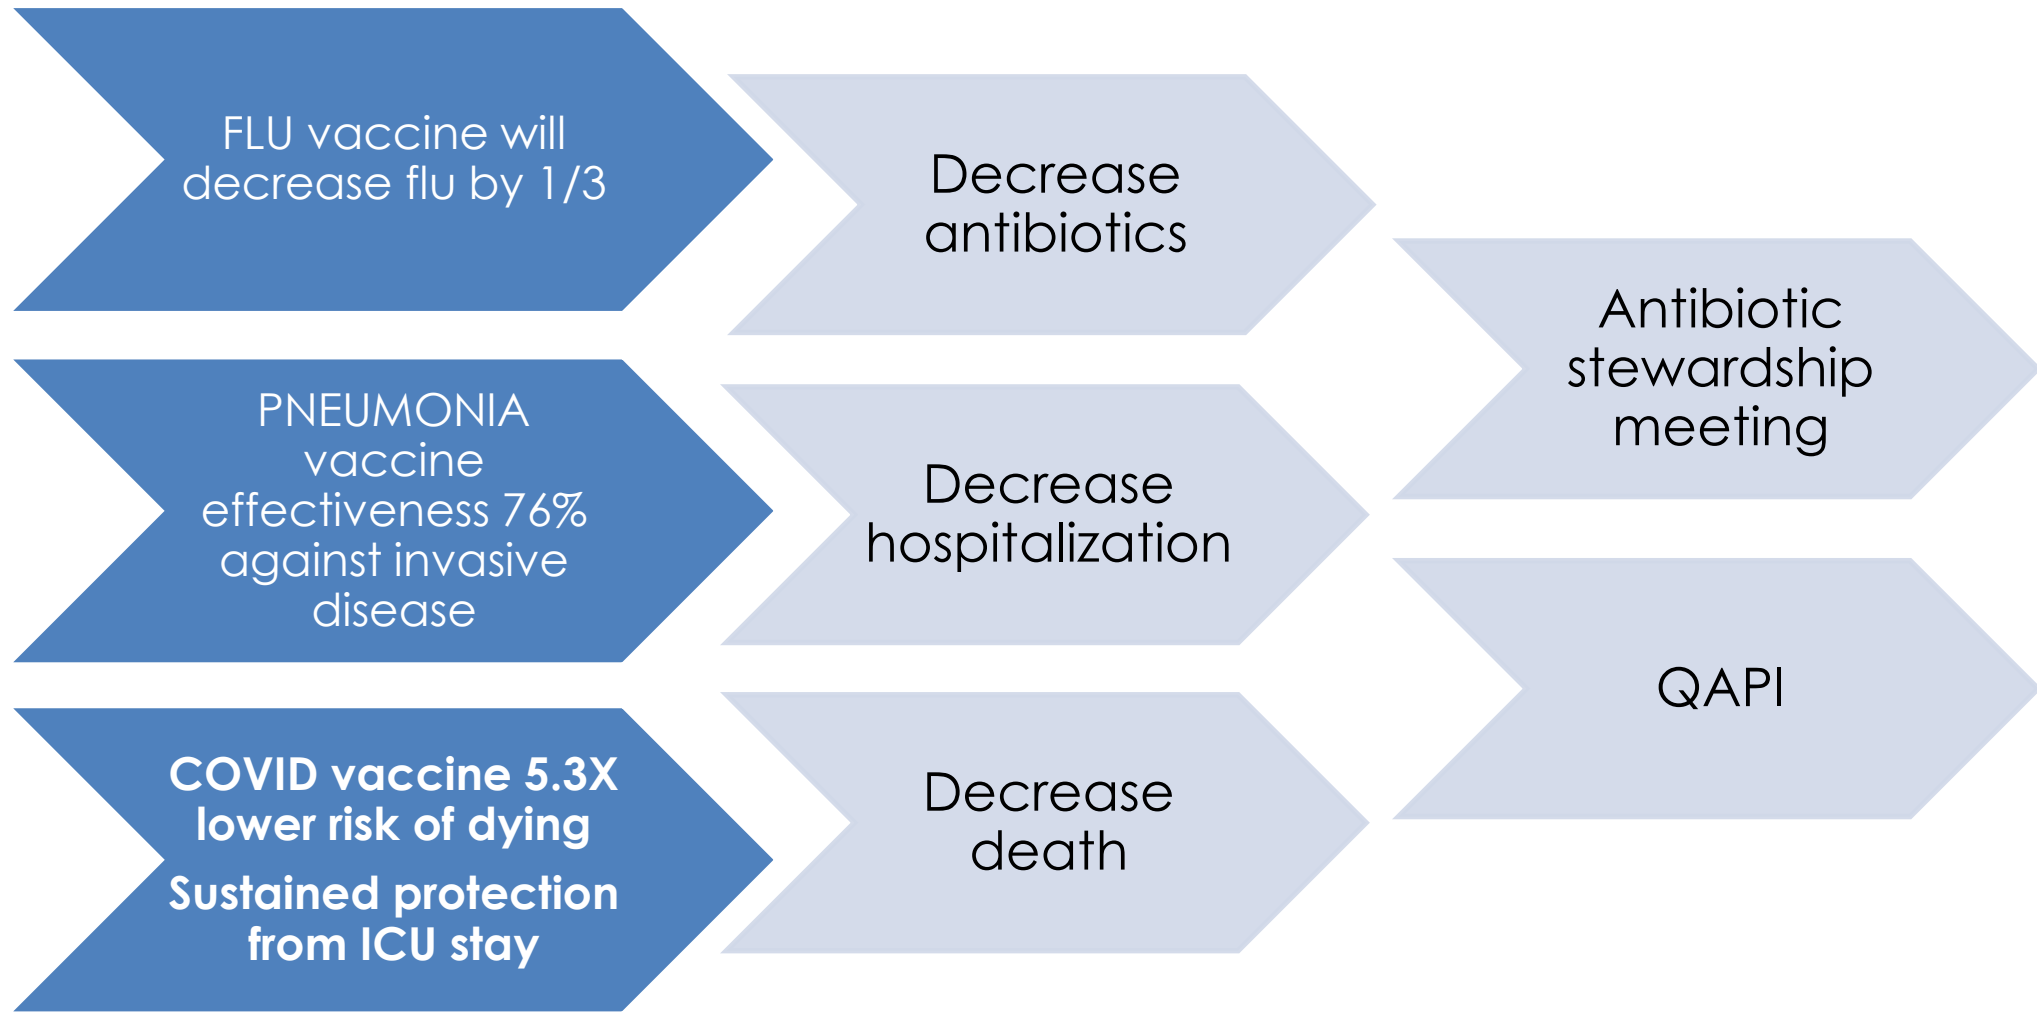 FLU vaccine will
decrease flu by 1/3
PNEUMONIA
vaccine
effectiveness 76%
against invasive
disease
COVID vaccine 5.3X
lower risk of dying
Sustained protection
from ICU stay
Decrease
antibiotics
Decrease
hospitalization
Decrease
death
Antibiotic
stewardship
meeting
QAPI